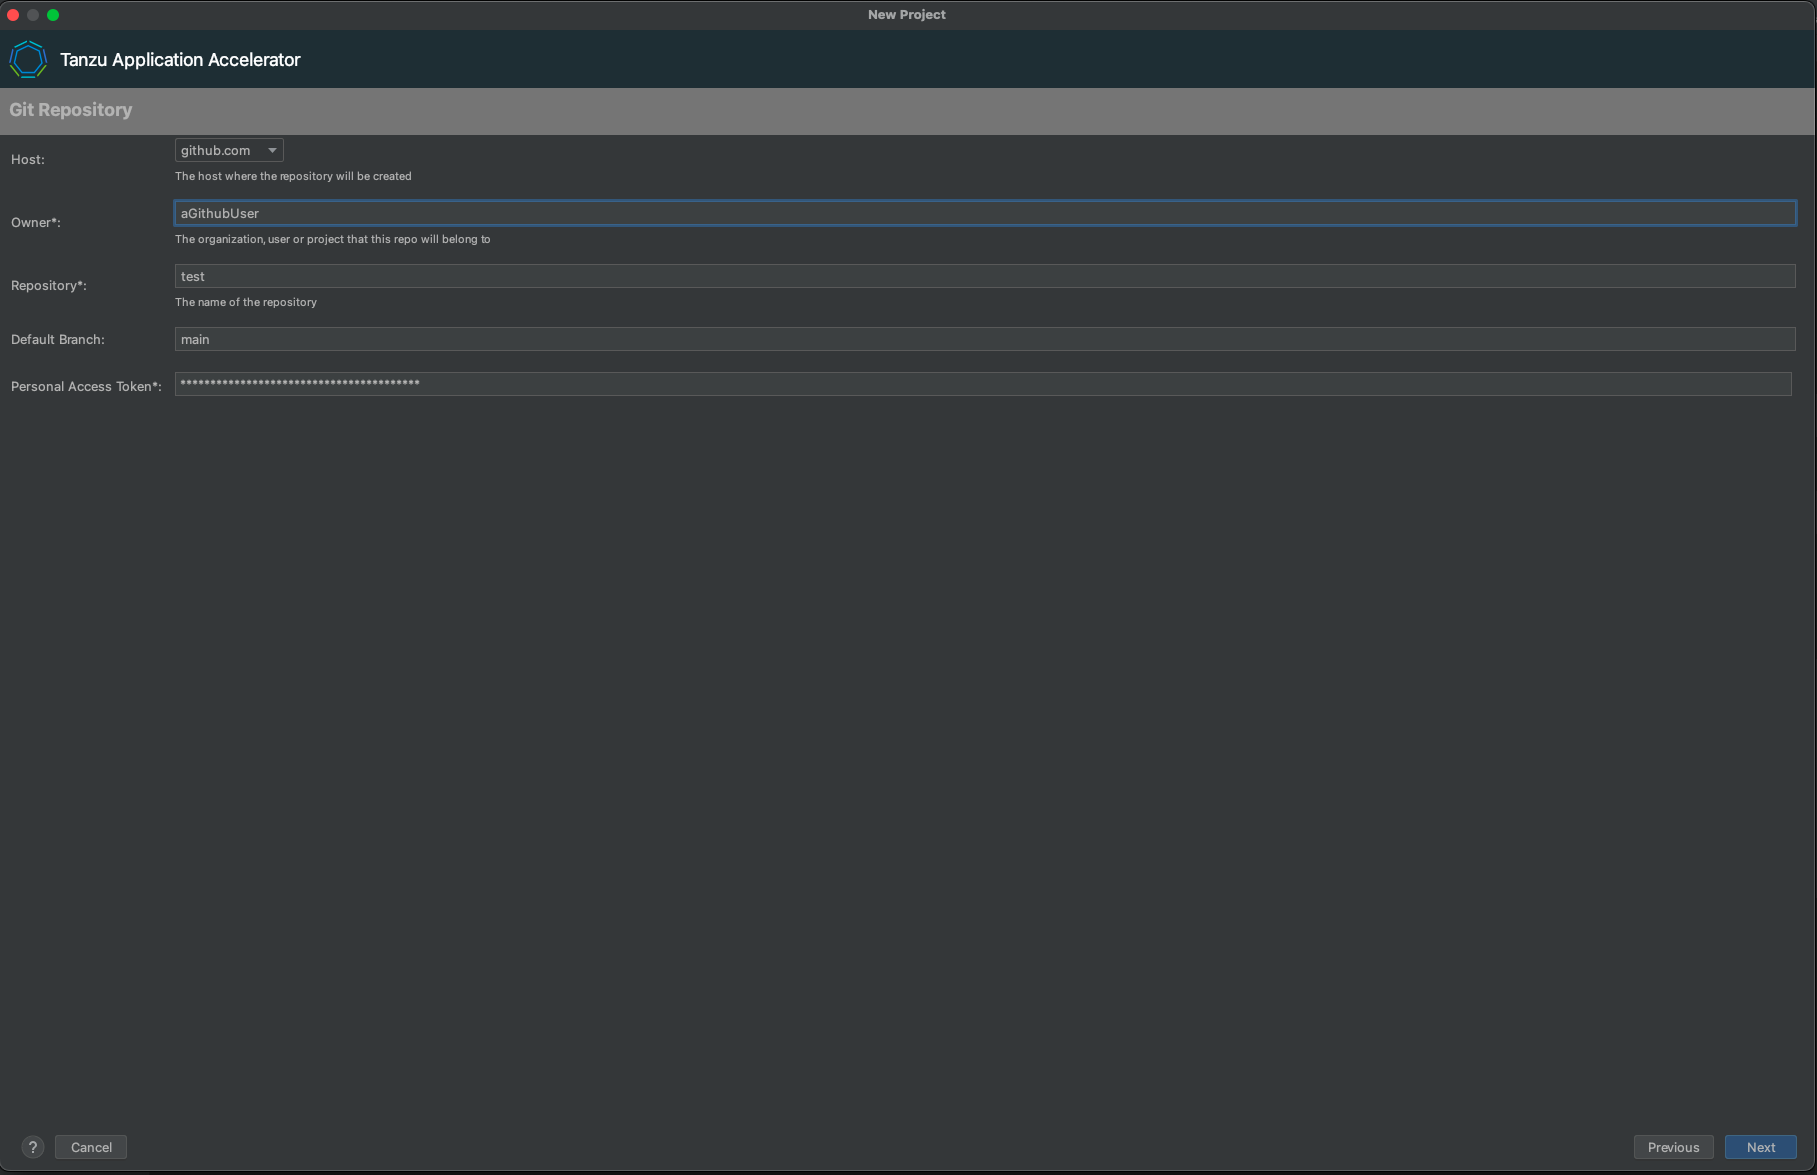 New Project
Tanzu Application Accelerator
Git Repository
Host:
github.com
The host where the repository will be created
Owner*:
aGithubUser
The organization, user or project that this repo will belong to
Repository*:
test
The name of the repository
Default Branch:
main
Personal Access Token*:
****************************************
?
Cancel
Previous
Next